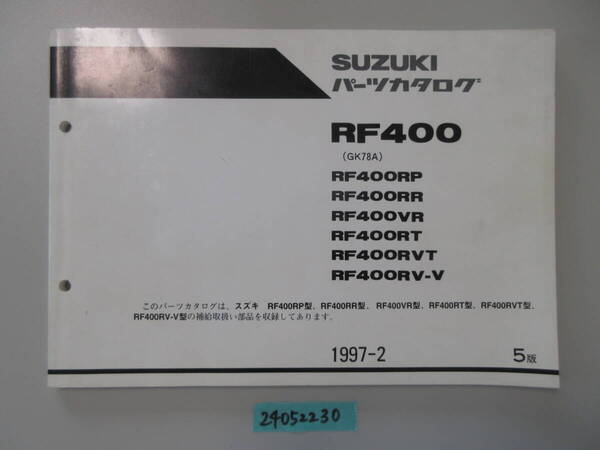 SUZUKI
パーツカタログ
RF400
(GK78A)
RF400RP
RF400RR
RF400VR
RF400RT
RF400RVT
RF400RV-V
このパーツカタログは、スズキ RF400RP型、RF400RR型、RF400VR型、RF400RT型、RF400RVT型、
RF400RV-V型の補給取扱い部品を収録してあります。
1997-2
5版
24052230